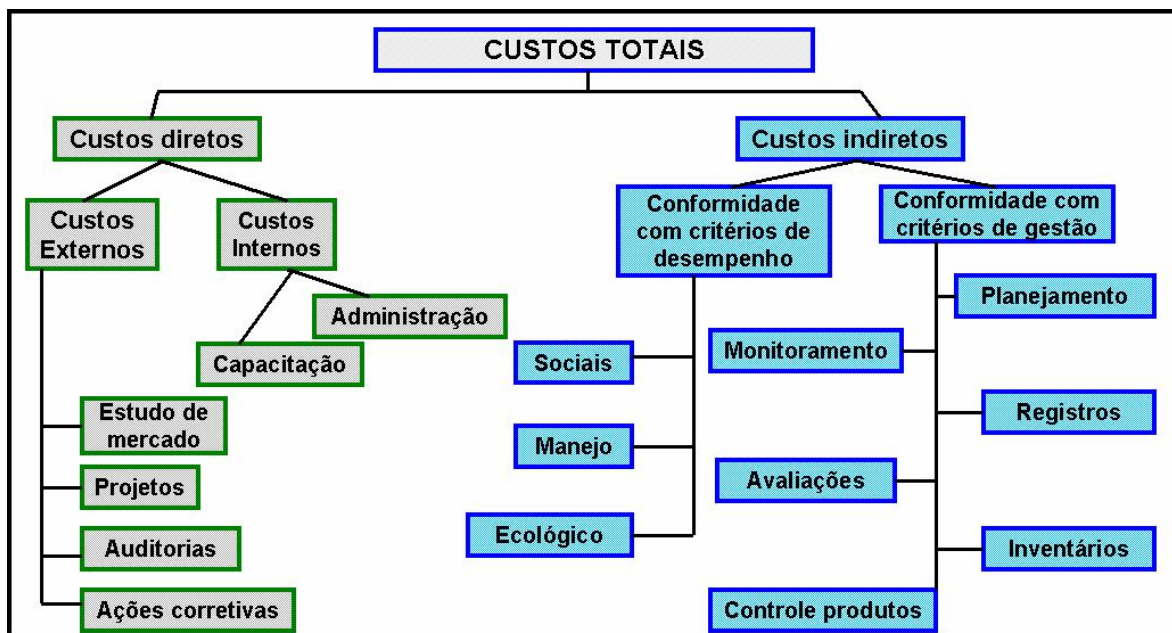 CUSTOS TOTAIS
Custos diretos
Custos indiretos
Custos
Externos
Custos
Internos
Conformidade
com critérios de
desempenho
Conformidade com
critérios de gestão
Administração
Capacitação
Estudo de
mercado
Projetos
Auditorias
Ações corretivas
Sociais
Manejo
Ecológico
Planejamento
Monitoramento
Registros
Avaliações
Inventários
Controle produtos